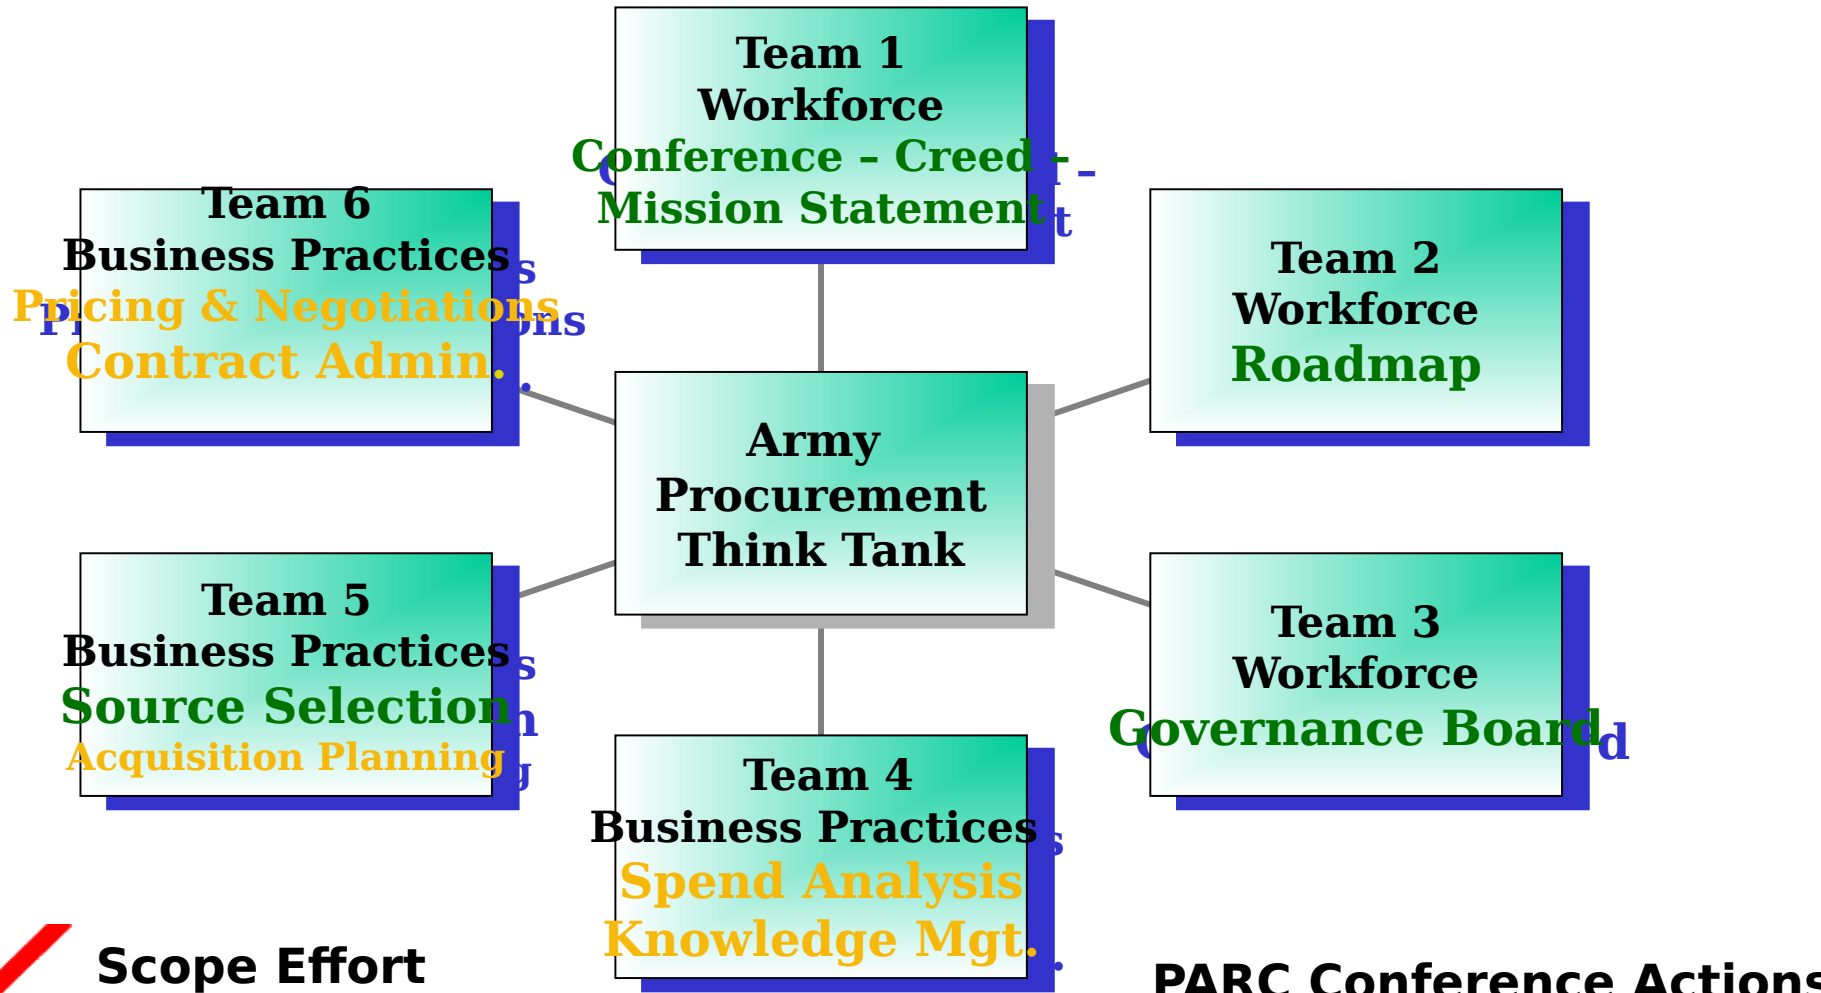 Team 1
Workforce
Conference – Creed –
Mission Statement
Team 6
Business Practices
Pricing & Negotiations
Contract Admin.
Team 2
Workforce
Roadmap
Army
Procurement
Think Tank
Team 5
Business Practices
Source Selection
Acquisition Planning
Team 3
Workforce
Governance Board
Team 4
Business Practices
Spend Analysis
Knowledge Mgt.
Scope Effort
PARC Conference Actions